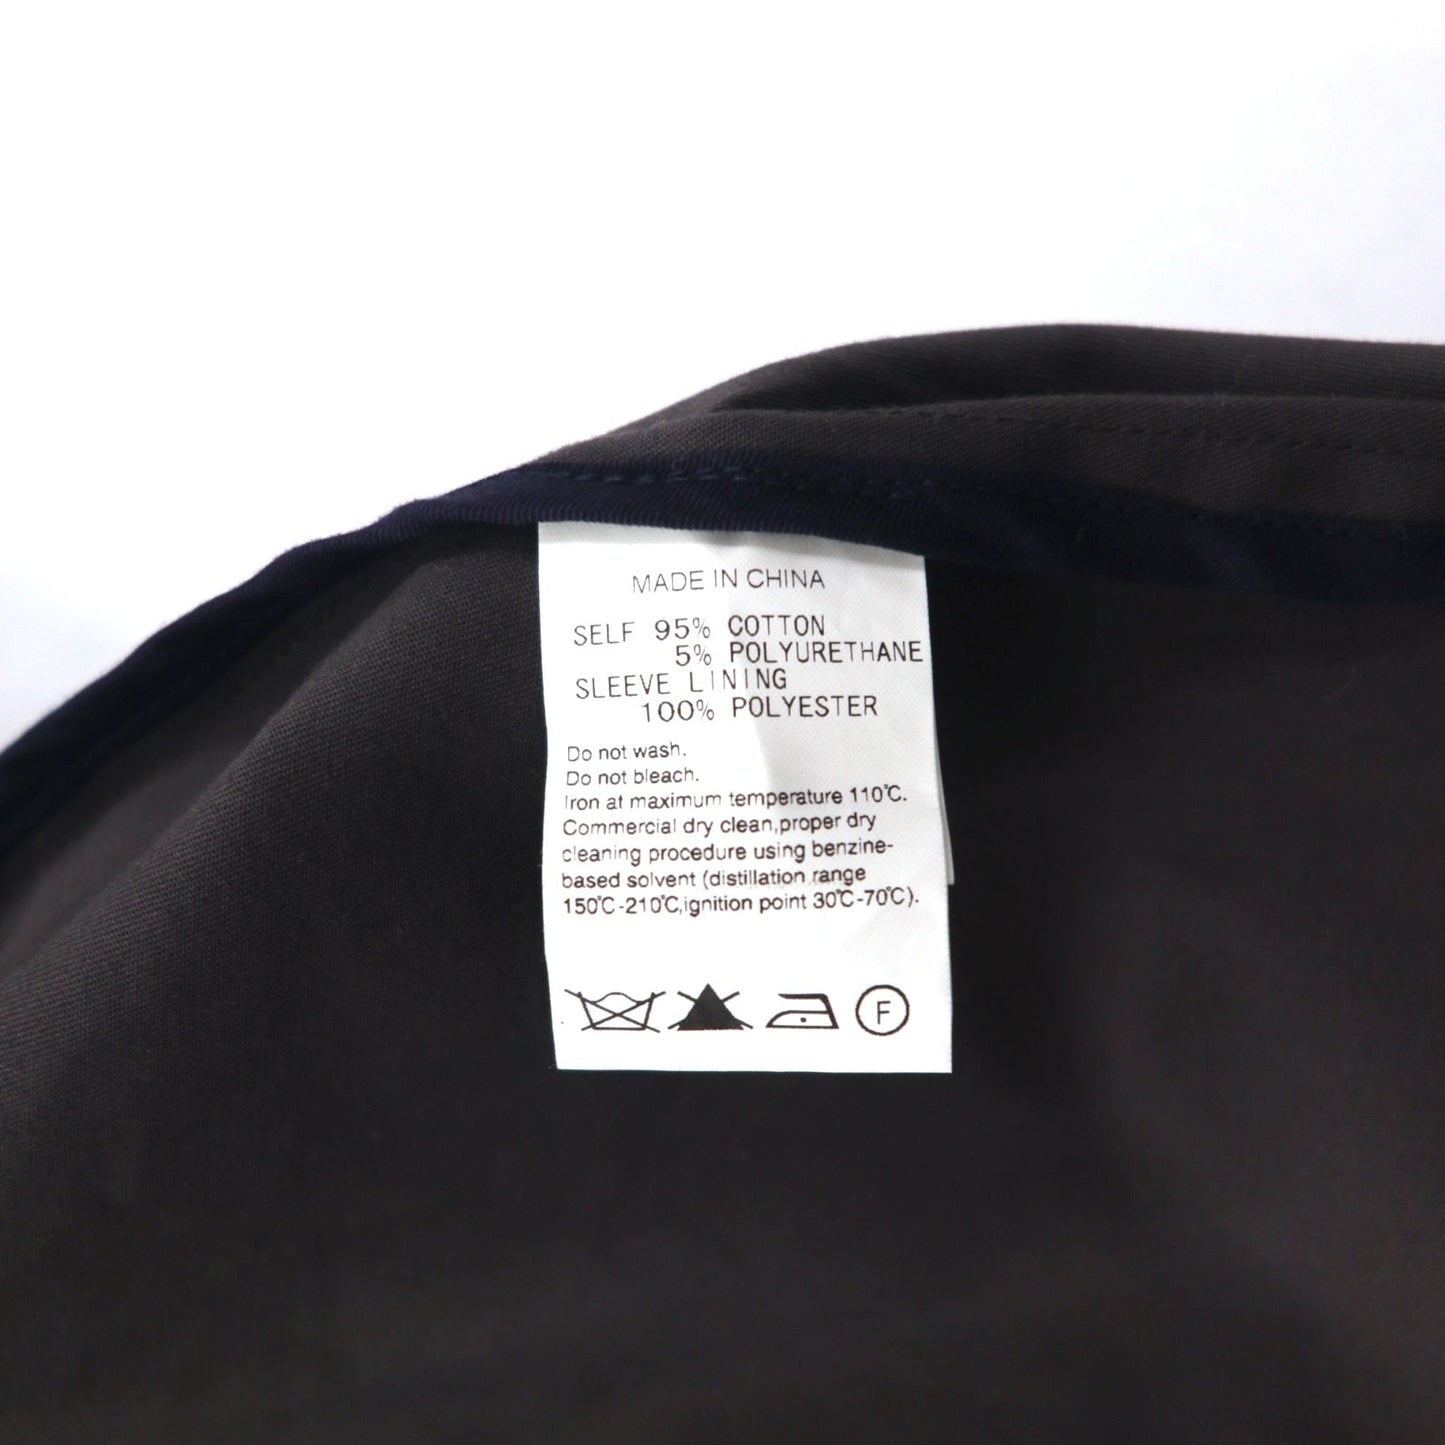 MADE IN CHINA
SELF 95% COTTON
5% POLYURETHANE
SLEEVE LINING
100% POLYESTER
Do not wash.
Do not bleach.
Iron at maximum temperature 110℃.
Commercial dry clean,proper dry
cleaning procedure using benzine-
based solvent (distillation range
150℃-210℃,ignition point 30℃-70℃).
F